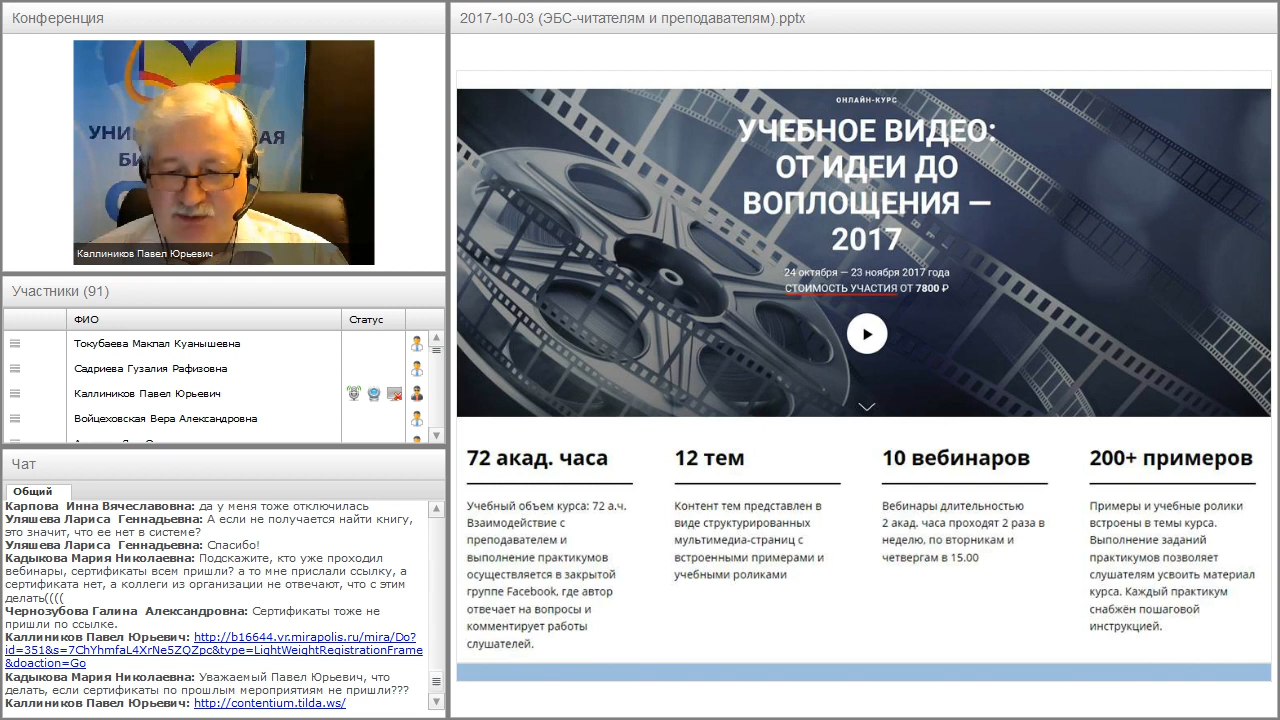 Конференция
УНИ
КАЯ
БИ
Каллиников Павел Юрьевич
Участники (91)
ФИО
Статус
Токубаева Макпал Куанышевна
Садриева Гузалия Рафизовна
Каллиников Павел Юрьевич
Войцеховская Вера Александровна
Чат
Общий
Карпова Инна Вячеславовна: да у меня тоже отключилась
Уляшева Лариса Геннадьевна: А если не получается найти книгу,
это значит, что ее нет в системе?
Уляшева Лариса Геннадьевна: Спасибо!
Кадыкова Мария Николаевна: Подскажите, кто уже проходил
вебинары, сертификаты всем пришли? а то мне прислали ссылку, а
сертификата нет, а коллеги из организации не отвечают, что с этим
делать((((
Чернозубова Галина Александровна: Сертификаты тоже не
пришли по ссылке.
Каллиников Павел Юрьевич: http://b16644.vr.mirapolis.ru/mira/Do?
id=351&s=7ChYhmfaL4XrNe5ZQZpc&type=LightWeightRegistrationFrame
&doaction=Go
Кадыкова Мария Николаевна: Уважаемый Павел Юрьевич, что
делать, если сертификаты по прошлым мероприятиям не пришли???
Каллиников Павел Юрьевич: http://contentium.tilda.ws/
2017-10-03 (ЭБС-читателям и преподавателям).pptx
ОНЛАЙН-КУРС
УЧЕБНОЕ ВИДЕО:
ОТ ИДЕИ ДО
ВОПЛОЩЕНИЯ —
2017
24 октября — 23 ноября 2017 года
СТОИМОСТЬ УЧАСТИЯ ОТ 7800 ₽
72 акад. часа
Учебный объем курса: 72 а.ч.
Взаимодействие с
преподавателем и
выполнение практикумов
осуществляется в закрытой
группе Facebook, где автор
отвечает на вопросы и
комментирует работы
слушателей.
12 тем
Контент тем представлен в
виде структурированных
мультимедиа-страниц с
встроенными примерами и
учебными роликами
10 вебинаров
Вебинары длительностью
2 акад. часа проходят 2 раза в
неделю, по вторникам и
четвергам в 15.00
200+ примеров
Примеры и учебные ролики
встроены в темы курса.
Выполнение заданий
практикумов позволяет
слушателям усвоить материал
курса. Каждый практикум
снабжён пошаговой
инструкцией.